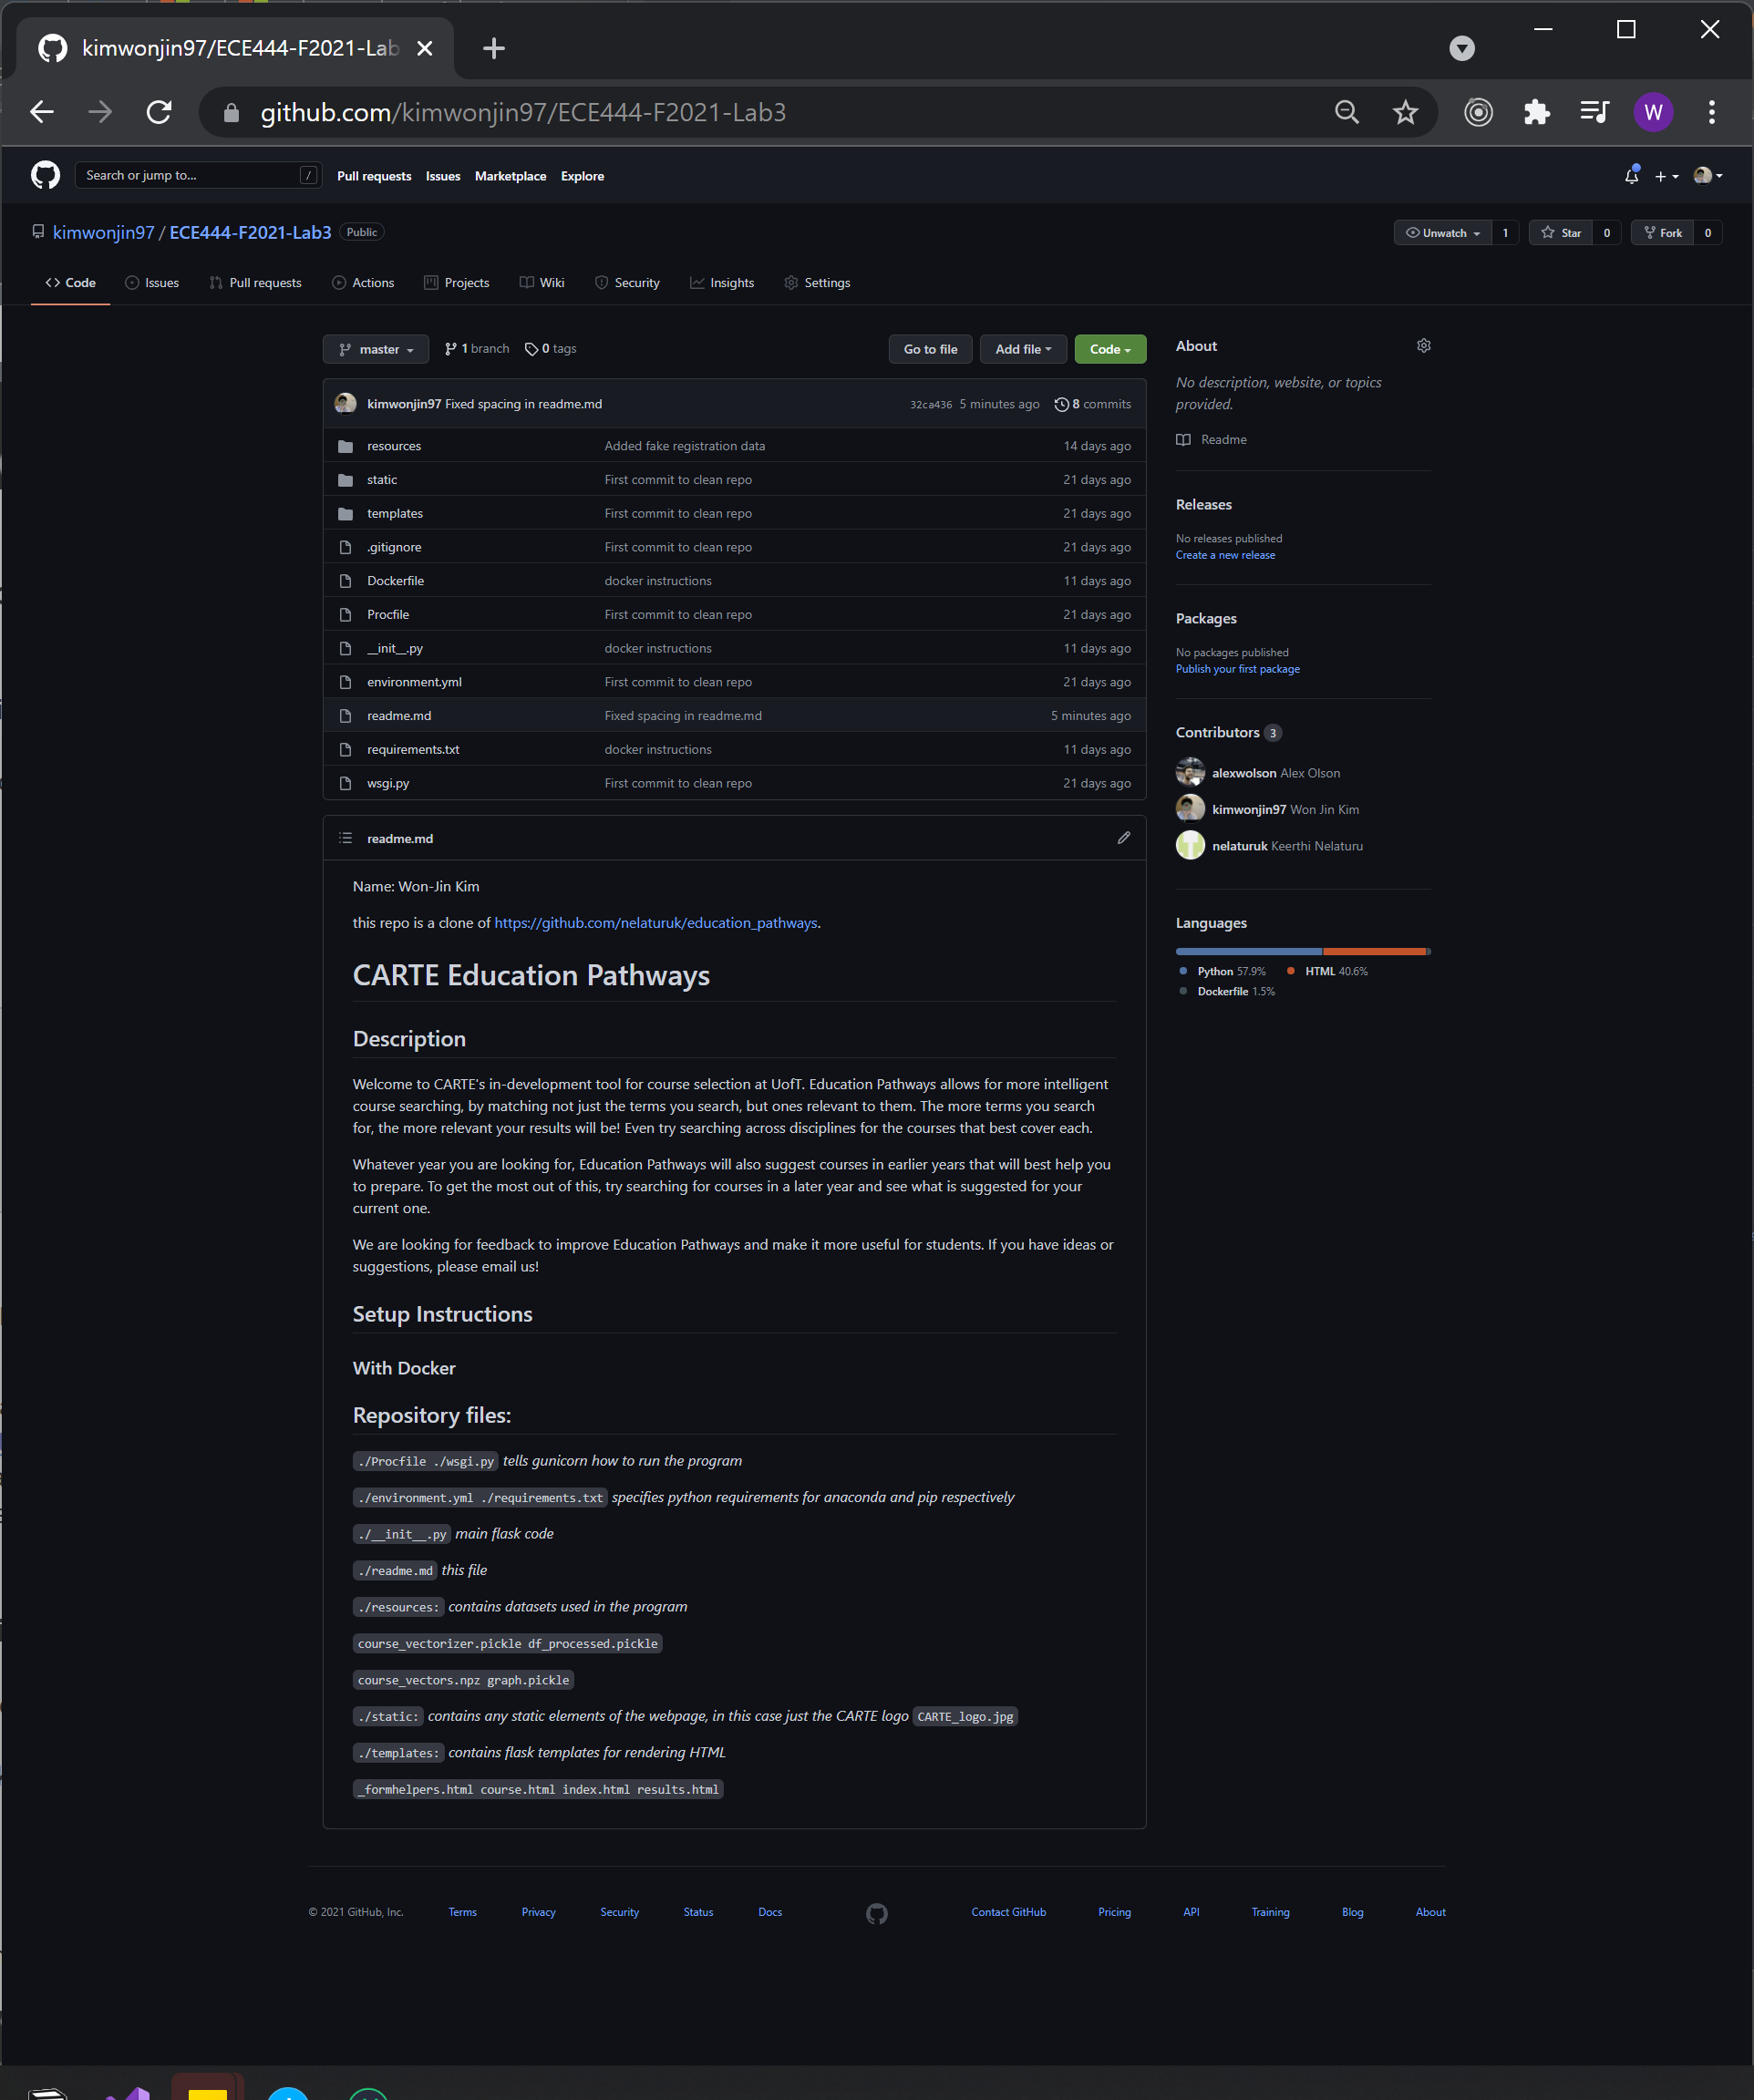 kimwonjin97/ECE444-F2021-Lab
github.com/kimwonjin97/ECE444-F2021-Lab3
W
Search or jump to... /
Pull requests Issues Marketplace Explore
kimwonjin97 / ECE444-F2021-Lab3 Public
Unwatch 1 Star 0 Fork 0
Code Issues Pull requests Actions Projects Wiki Security Insights Settings
master 1 branch 0 tags Go to file Add file Code
kimwonjin97 Fixed spacing in readme.md 32ca436 5 minutes ago 8 commits
resources Added fake registration data 14 days ago
static First commit to clean repo 21 days ago
templates First commit to clean repo 21 days ago
.gitignore First commit to clean repo 21 days ago
Dockerfile docker instructions 11 days ago
Procfile First commit to clean repo 21 days ago
__init__.py docker instructions 11 days ago
environment.yml First commit to clean repo 21 days ago
readme.md Fixed spacing in readme.md 5 minutes ago
requirements.txt docker instructions 11 days ago
wsgi.py First commit to clean repo 21 days ago
readme.md
Name: Won-Jin Kim
this repo is a clone of https://github.com/nelaturuk/education_pathways.
CARTE Education Pathways
Description
Welcome to CARTE's in-development tool for course selection at UofT. Education Pathways allows for more intelligent
course searching, by matching not just the terms you search, but ones relevant to them. The more terms you search
for, the more relevant your results will be! Even try searching across disciplines for the courses that best cover each.
Whatever year you are looking for, Education Pathways will also suggest courses in earlier years that will best help you
to prepare. To get the most out of this, try searching for courses in a later year and see what is suggested for your
current one.
We are looking for feedback to improve Education Pathways and make it more useful for students. If you have ideas or
suggestions, please email us!
Setup Instructions
With Docker
Repository files:
./Procfile ./wsgi.py tells gunicorn how to run the program
./environment.yml ./requirements.txt specifies python requirements for anaconda and pip respectively
./__init__.py main flask code
./readme.md this file
./resources: contains datasets used in the program
course_vectorizer.pickle df_processed.pickle
course_vectors.npz graph.pickle
./static: contains any static elements of the webpage, in this case just the CARTE logo CARTE_logo.jpg
./templates: contains flask templates for rendering HTML
_formhelpers.html course.html index.html results.html
About
No description, website, or topics
provided.
Readme
Releases
No releases published
Create a new release
Packages
No packages published
Publish your first package
Contributors 3
alexwolson Alex Olson
kimwonjin97 Won Jin Kim
nelaturuk Keerthi Nelaturu
Languages
Python 57.9% HTML 40.6%
Dockerfile 1.5%
© 2021 GitHub, Inc. Terms Privacy Security Status Docs Contact GitHub Pricing API Training Blog About